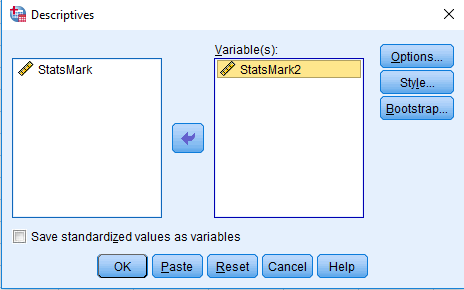 Descriptives
Variable(s):
StatsMark
StatsMark2
Options...
Style...
Bootstrap...
Save standardized values as variables
OK Paste Reset Cancel Help